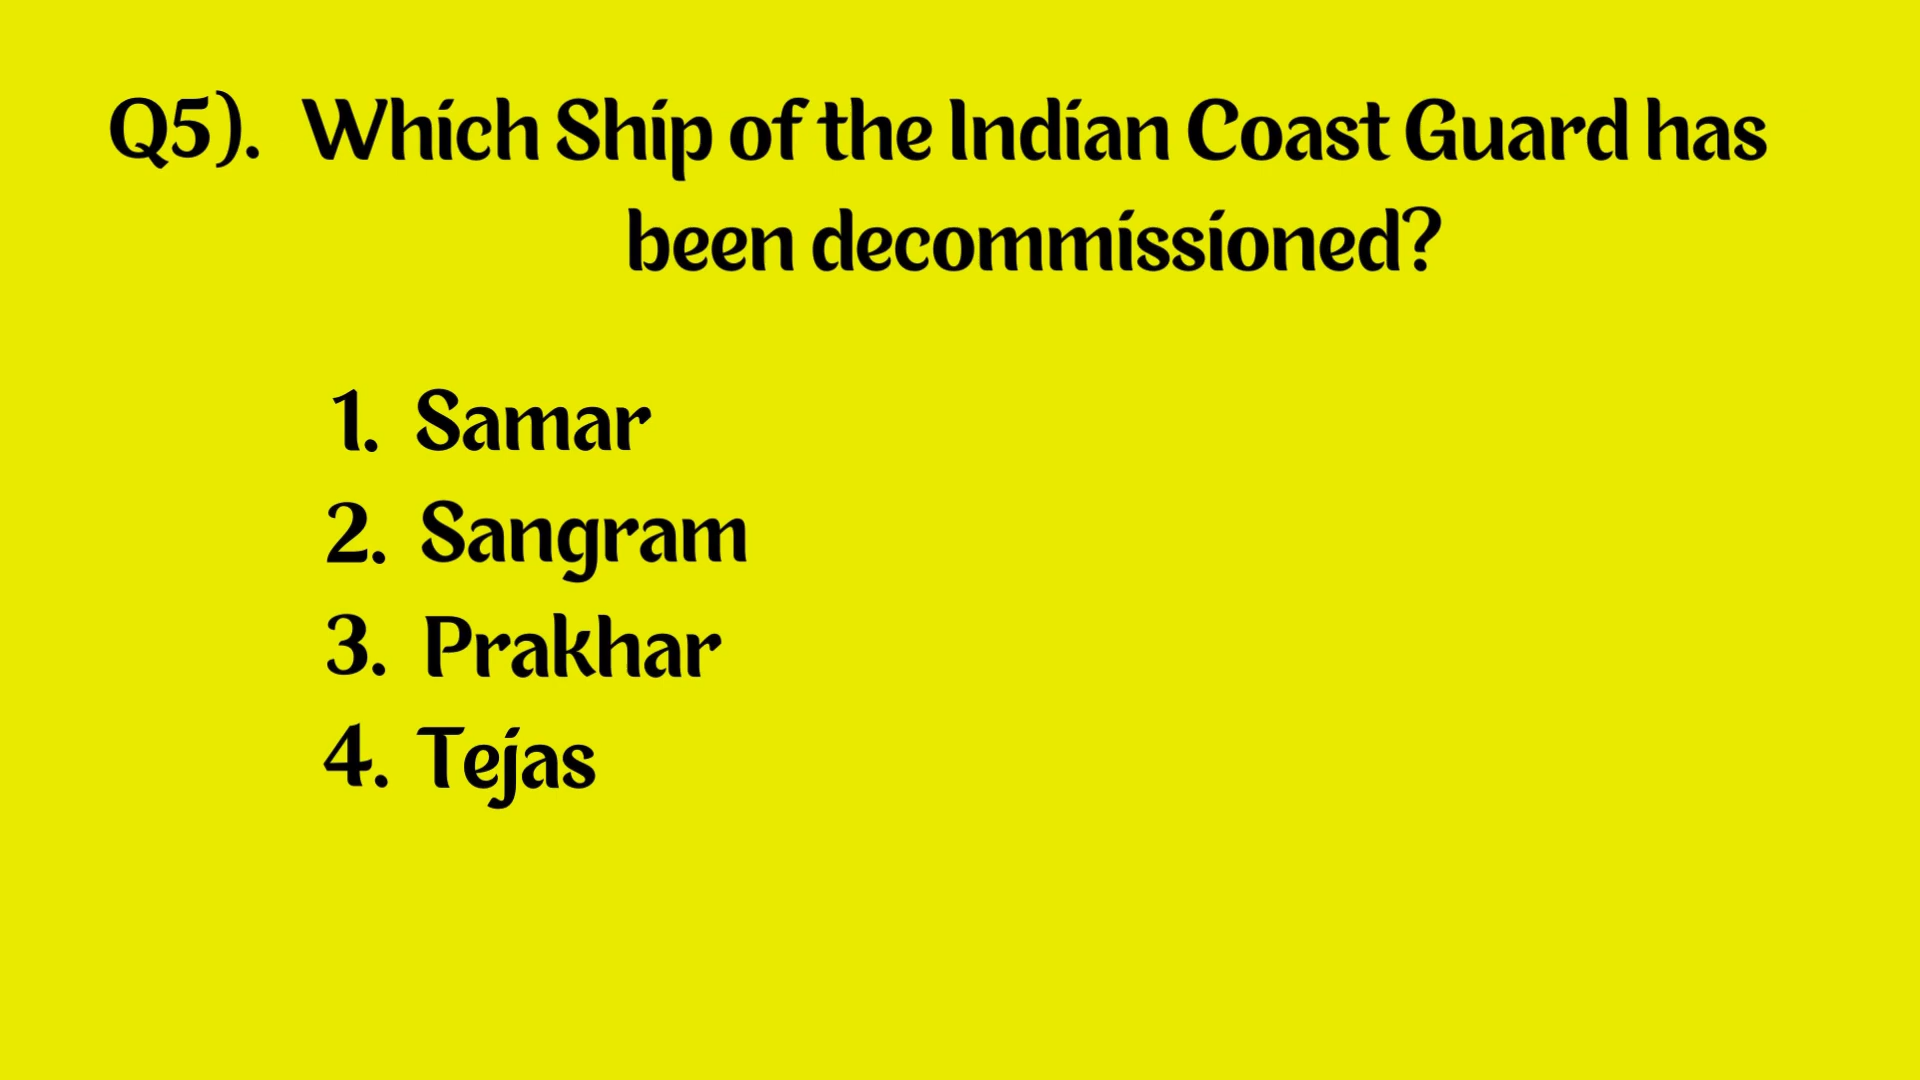 Q5). Which Ship of the Indian Coast Guard has
been decommissioned?
1. Samar
2. Sangram
3. Prakhar
4. Tejas